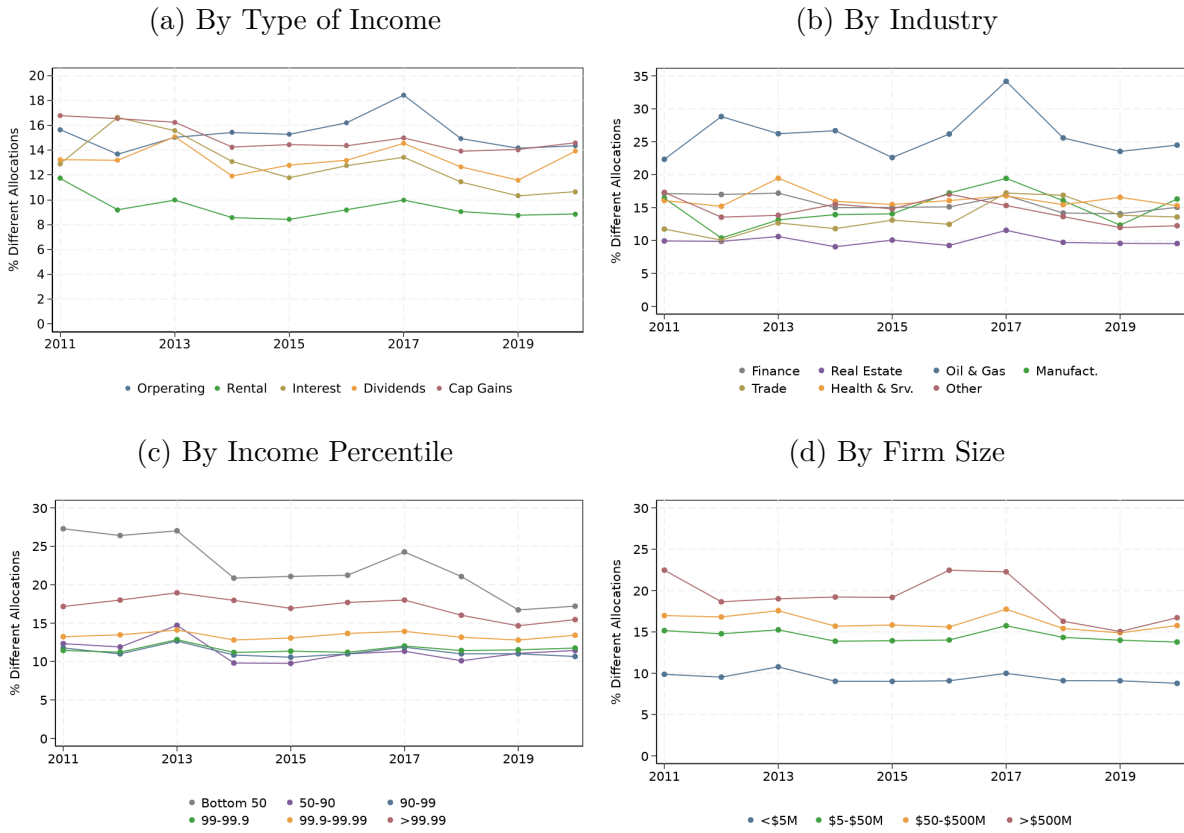 (a) By Type of Income
% Different Allocations
20
18
16
14
12
10
8
6
4
2
0
2011 2013 2015 2017 2019
Orperating Rental Interest Dividends Cap Gains
(b) By Industry
% Different Allocations
35
30
25
20
15
10
5
0
2011 2013 2015 2017 2019
Finance Real Estate Oil & Gas Manufact.
Trade Health & Srv. Other
(c) By Income Percentile
% Different Allocations
30
25
20
15
10
5
0
2011 2013 2015 2017 2019
Bottom 50 50-90 90-99
99-99.9 99.9-99.99 >99.99
(d) By Firm Size
% Different Allocations
30
25
20
15
10
5
0
2011 2013 2015 2017 2019
<$5M $5-$50M $50-$500M >$500M